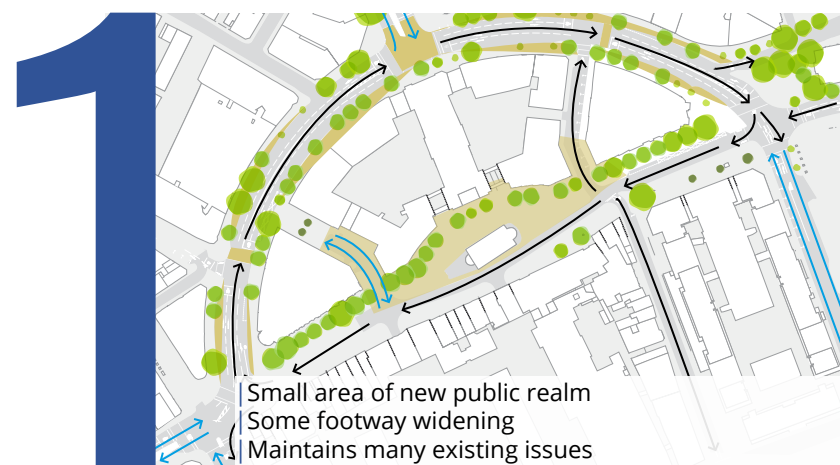 1
Small area of new public realm
Some footway widening
Maintains many existing issues